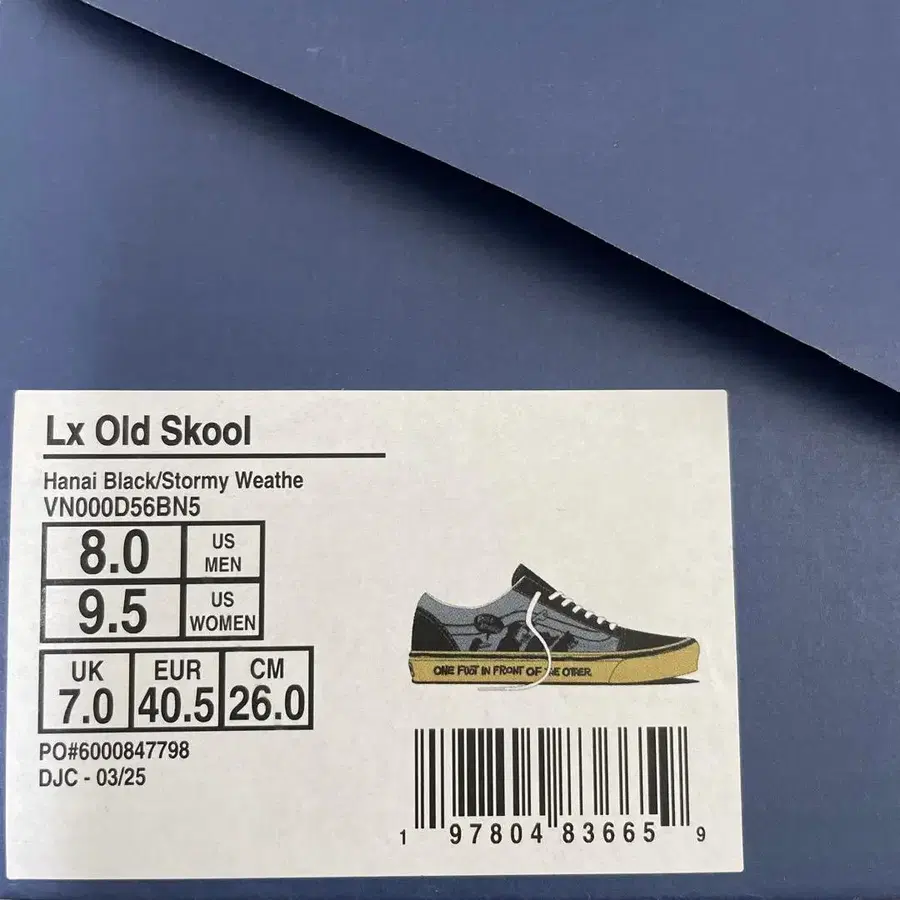 Lx Old Skool
Hanai Black/Stormy Weathe
VN000D56BN5
8.0 US MEN
9.5 US WOMEN
UK EUR CM
7.0 40.5 26.0
PO#6000847798
DJC - 03/25
ONE FOOT IN FRONT OF THE OTHER.
1 97804 83665 9